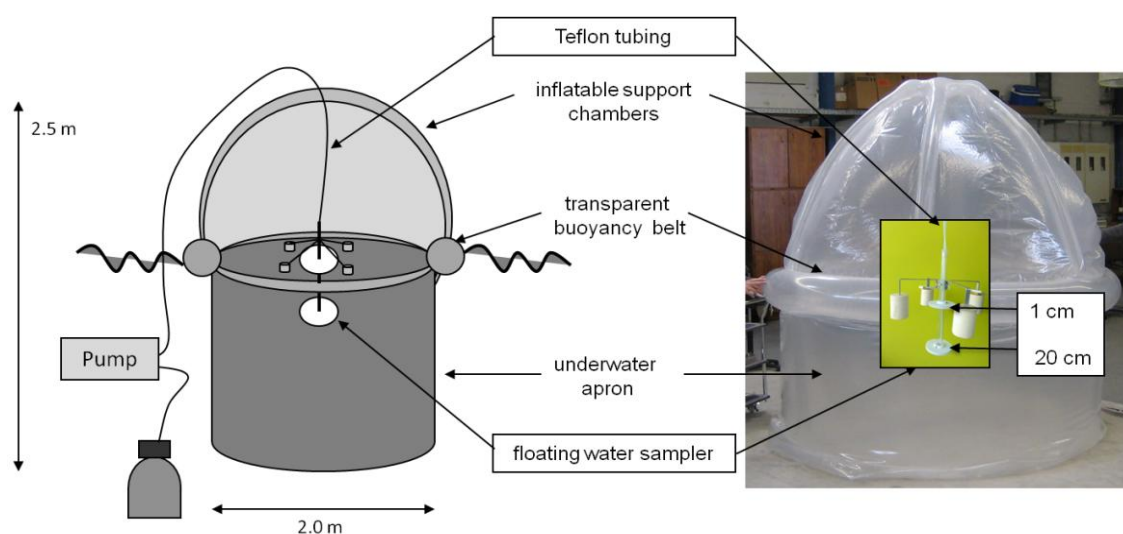 Teflon tubing
2.5 m
inflatable support
chambers
transparent
buoyancy belt
1 cm
Pump
20 cm
underwater
apron
floating water sampler
2.0 m